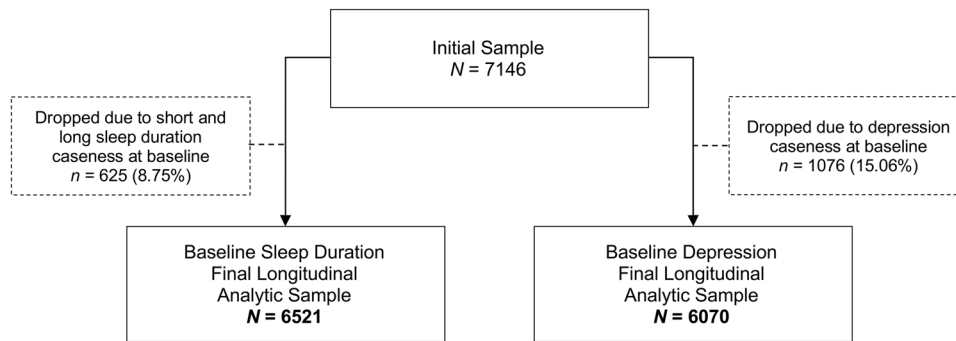 Initial Sample
N = 7146
Dropped due to short and
long sleep duration
caseness at baseline
n = 625 (8.75%)
Dropped due to depression
caseness at baseline
n = 1076 (15.06%)
Baseline Sleep Duration
Final Longitudinal
Analytic Sample
N = 6521
Baseline Depression
Final Longitudinal
Analytic Sample
N = 6070